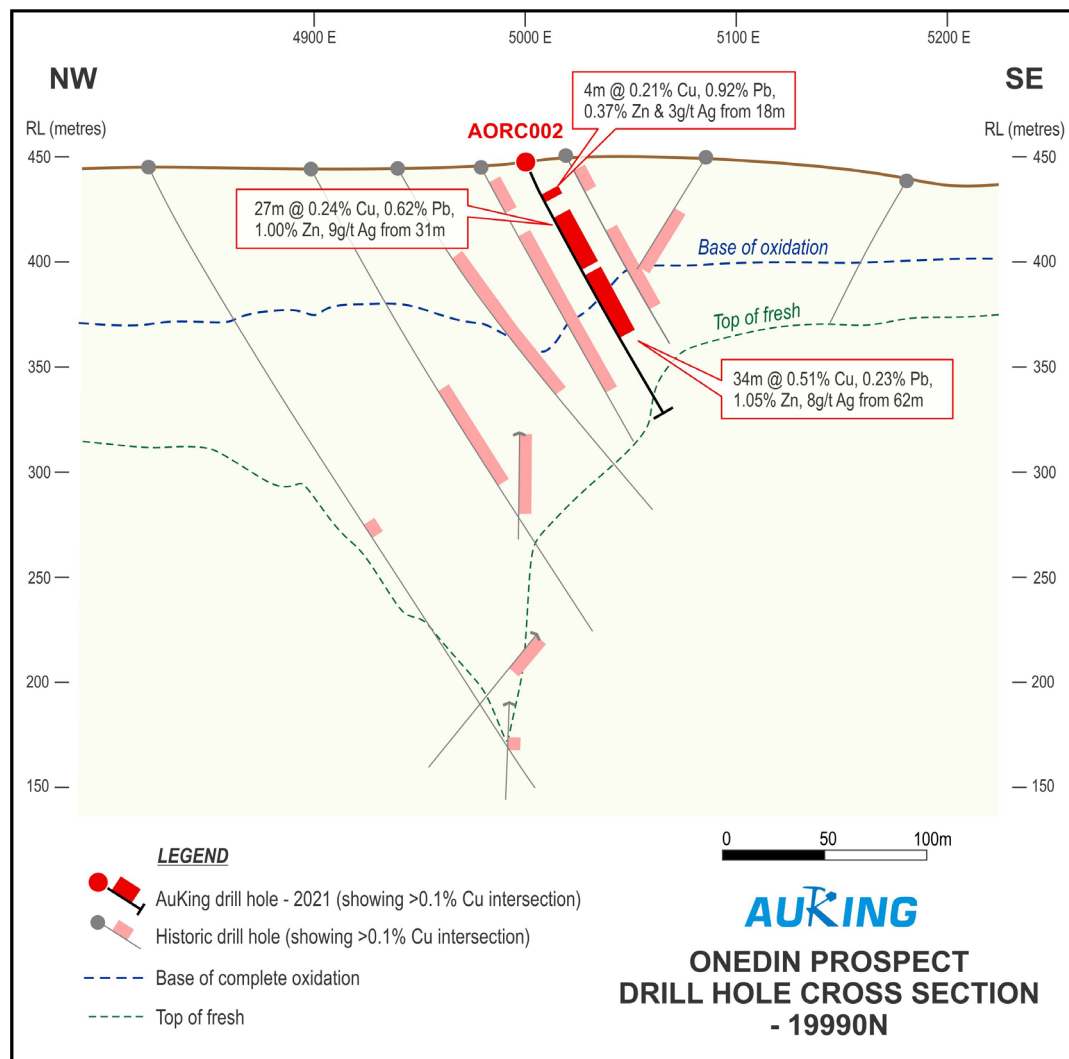 4900 E
5000 E
5100 E
5200 E
NW
SE
RL (metres)
RL (metres)
AORC002
4m @ 0.21% Cu, 0.92% Pb,
0.37% Zn & 3g/t Ag from 18m
27m @ 0.24% Cu, 0.62% Pb,
1.00% Zn, 9g/t Ag from 31m
Base of oxidation
Top of fresh
34m @ 0.51% Cu, 0.23% Pb,
1.05% Zn, 8g/t Ag from 62m
450
400
350
300
250
200
150
450
400
350
300
250
200
150
LEGEND
AuKing drill hole - 2021 (showing >0.1% Cu intersection)
Historic drill hole (showing >0.1% Cu intersection)
Base of complete oxidation
Top of fresh
0 50 100m
AUKING
ONEDIN PROSPECT
DRILL HOLE CROSS SECTION
- 19990N